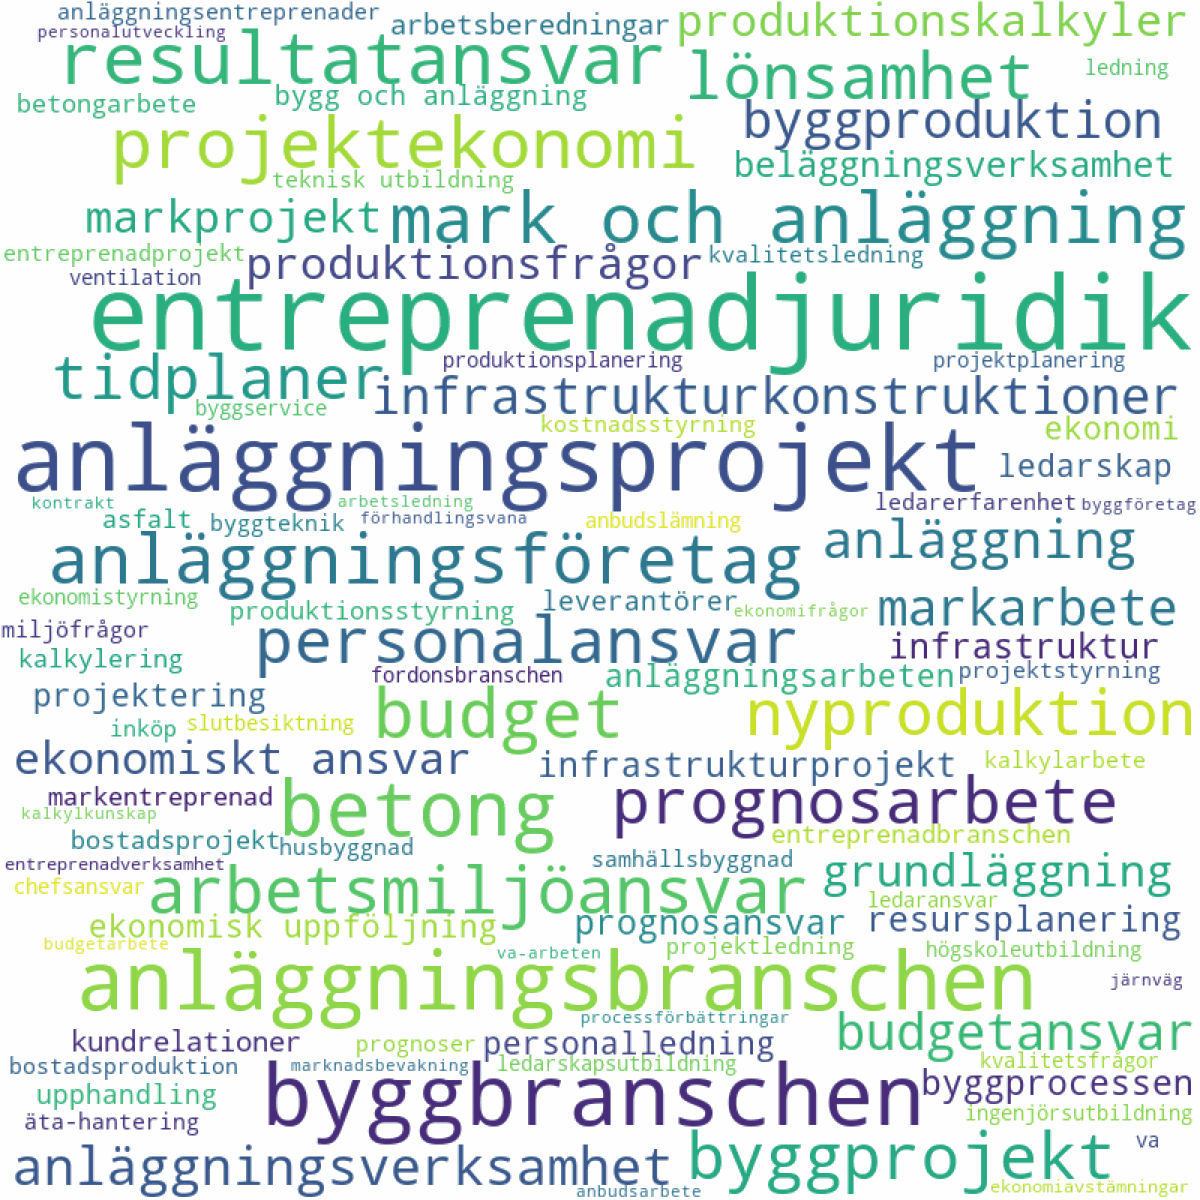 anläggningsentreprenader
personalutveckling
arbetsberedningar
produktionskalkyler
resultatansvar
lönsamhet
ledning
betongarbete
bygg och anläggning
byggproduktion
projektekonomi
beläggningsverksamhet
teknisk utbildning
markprojekt
mark och anläggning
entreprenadprojekt
produktionsfrågor
kvalitetsledning
ventilation
entreprenadjuridik
tidplaner
produktionsplanering
projektplanering
infrastrukturkonstruktioner
byggservice
kostnadsstyrning
ekonomi
anläggningsprojekt
ledarskap
kontrakt
arbetsledning
ledarerfarenhet
byggföretag
asfalt
byggteknik
förhandlingsvana
anbudslämning
anläggningsföretag
anläggning
ekonomistyrning
produktionsstyrning
leverantörer
ekonomifrågor
markarbete
miljöfrågor
personalansvar
infrastruktur
kalkylering
fordonsbranschen
anläggningsarbeten
projektstyrning
projektering
budget
nyproduktion
inköp
slutbesiktning
ekonomiskt ansvar
infrastrukturprojekt
kalkylarbete
markentreprenad
betong
prognosarbete
kalkylkunskap
bostadsprojekt
husbyggnad
entreprenadbranschen
entreprenadverksamhet
samhällsbyggnad
grundläggning
chefsansvar
arbetsmiljöansvar
ledaransvar
ekonomisk uppföljning
prognosansvar
resursplanering
budgetarbete
va-arbeten
projektledning
högskoleutbildning
anläggningsbranschen
järnväg
processförbättringar
kundrelationer
prognoser
personalledning
budgetansvar
bostadsproduktion
marknadsbevakning
ledarskapsutbildning
kvalitetsfrågor
upphandling
byggbranschen
byggprocessen
äta-hantering
ingenjörsutbildning
anläggningsverksamhet
byggprojekt
va
anbudsarbete
ekonomiavstämningar